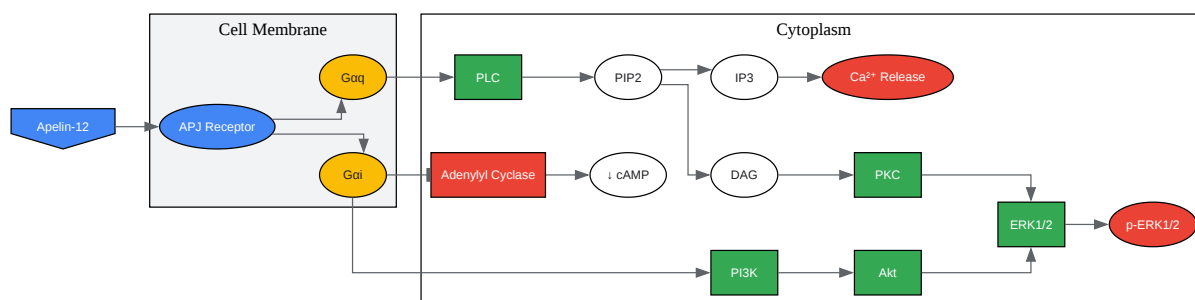 Cell Membrane
Cytoplasm
Gαq
PLC
PIP2
IP3
Ca²⁺ Release
Apelin-12
APJ Receptor
Gαi
Adenylyl Cyclase
↓ cAMP
DAG
PKC
ERK1/2
p-ERK1/2
PI3K
Akt